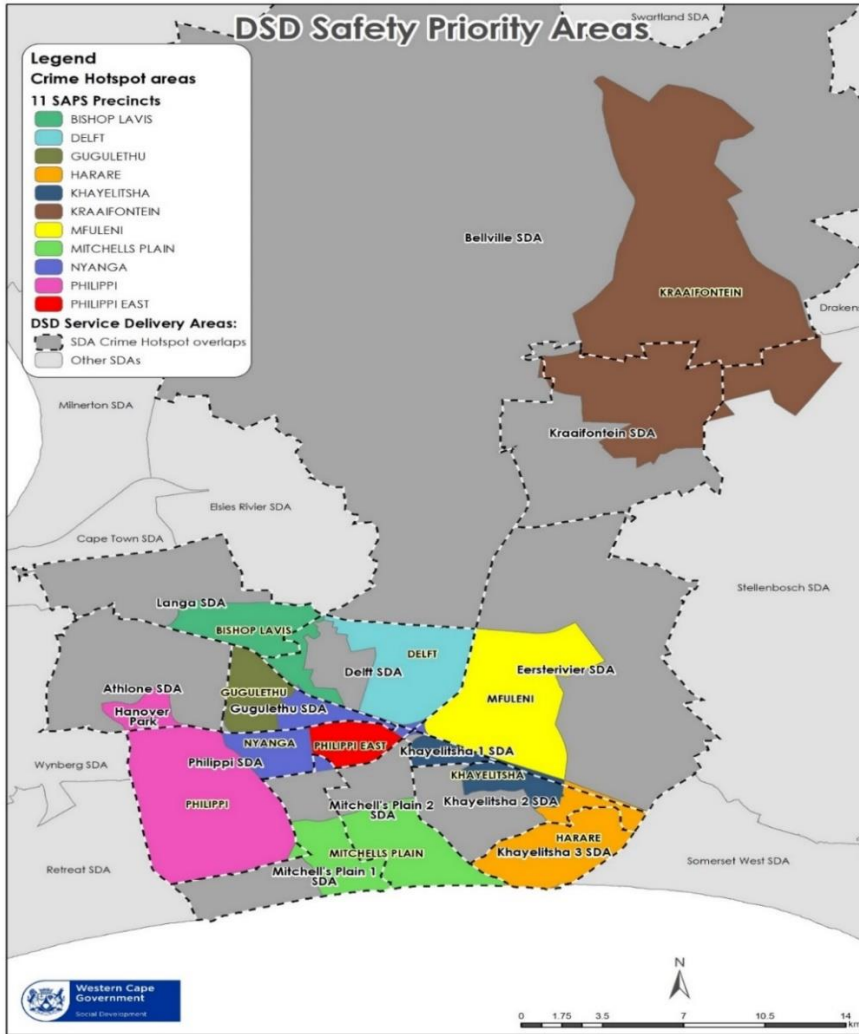 DSD Safety Priority Areas
Swartland SDA
Legend
Crime Hotspot areas
11 SAPS Precincts
BISHOP LAVIS
DELFT
GUGULETHU
HARARE
KHAYELITSHA
KRAAIFONTEIN
MFULENI
MITCHELLS PLAIN
NYANGA
PHILIPPI
PHILIPPI EAST
DSD Service Delivery Areas:
SDA Crime Hotspot overlaps
Other SDAs
Bellville SDA
KRAAIFONTEIN
Draken
Milnerton SDA
Kraaifontein SDA
Elsies Rivier SDA
Cape Town SDA
Stellenbosch SDA
Langa SDA
BISHOP LAVIS
DELFT
Delft SDA
Eersterivier SDA
MFULENI
Athlone SDA
Hanover
Park
GUGULETHU
Gugulethu SDA
Wynberg SDA
NYANGA
PHILIPPI EAST
Philippi SDA
Khayelitsha 1 SDA
KHAYELITSHA
Khayelitsha 2 SDA
PHILIPPI
Mitchell's Plain 2
SDA
HARARE
Khayelitsha 3 SDA
MITCHELLS PLAIN
Mitchell's Plain 1
SDA
Retreat SDA
Somerset West SDA
Western Cape
Government
Social Development
N
0 1.75 3.5 7 10.5 14
km